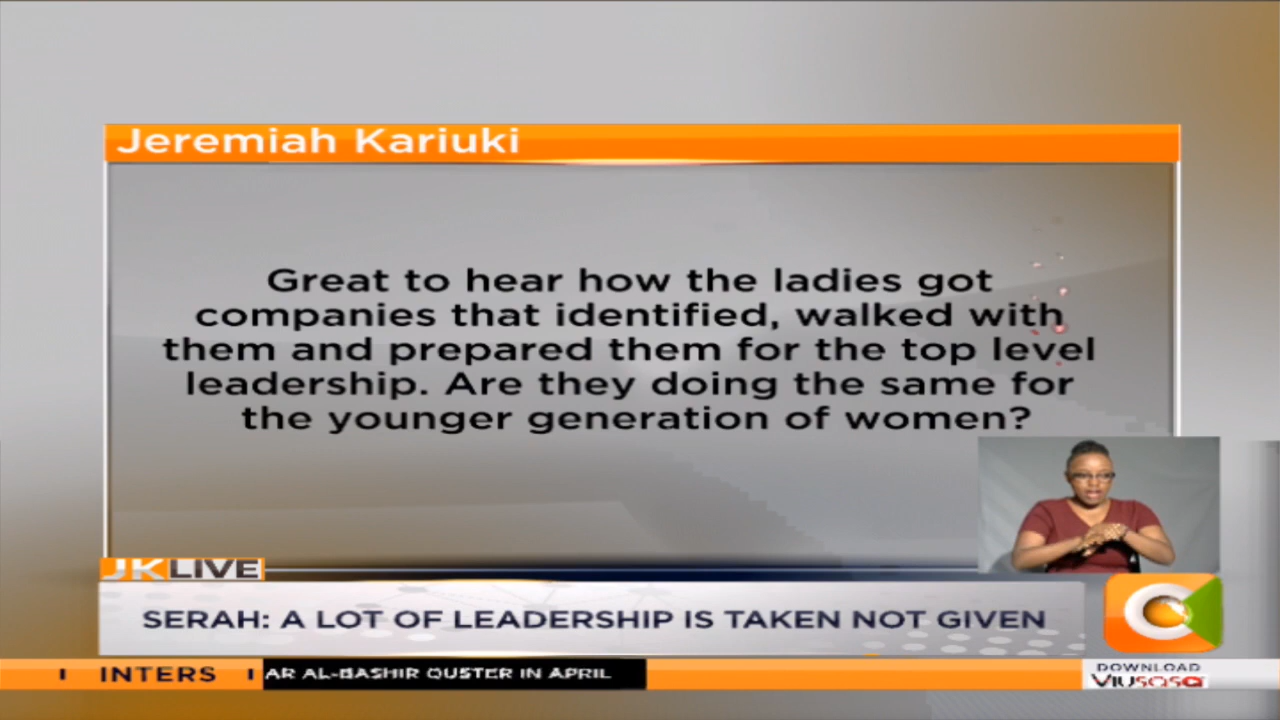 Jeremiah Kariuki
Great to hear how the ladies got
companies that identified, walked with
them and prepared them for the top level
leadership. Are they doing the same for
the younger generation of women?
JKLIVE
SERAH: A LOT OF LEADERSHIP IS TAKEN NOT GIVEN
INTERS
AR AL-BASHIR OUSTER IN APRIL
DOWNLOAD
Viusasa